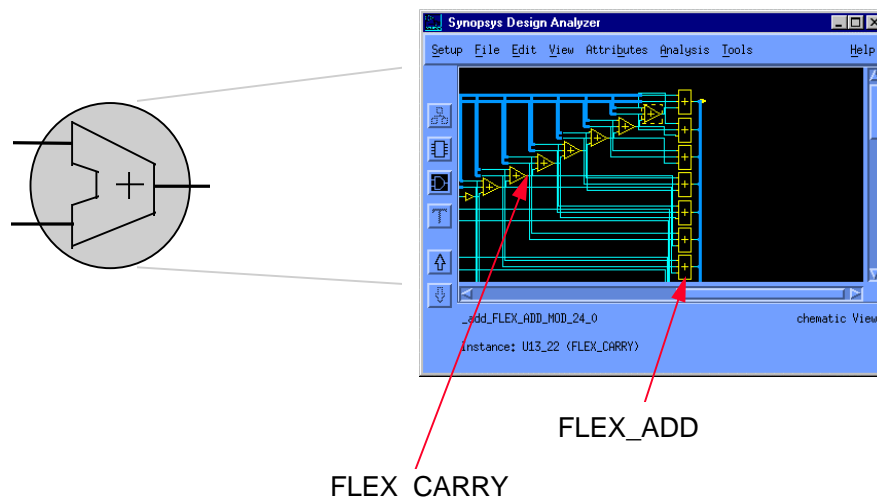 Synopsys Design Analyzer
Setup File Edit View Attributes Analysis Tools Help
_add_FLEX_ADD_MOD_24_0 chematic View
Instance: U13_22 (FLEX_CARRY)
FLEX_ADD
FLEX_CARRY